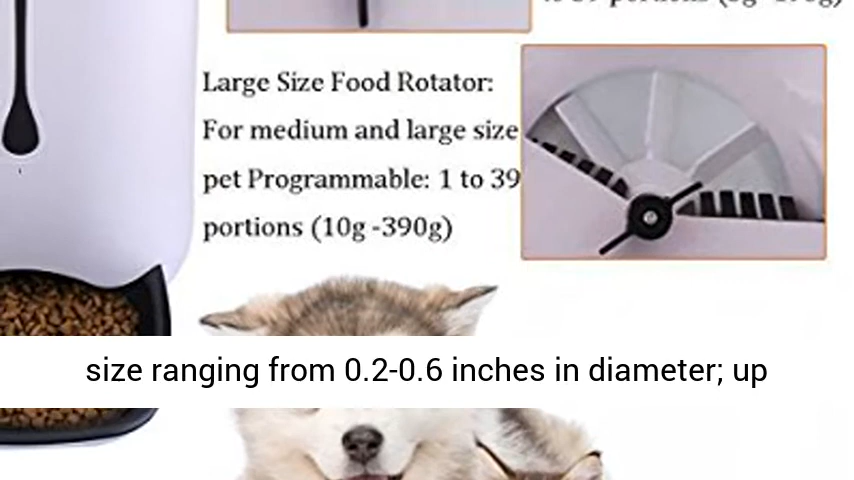 Large Size Food Rotator:
For medium and large size
pet Programmable: 1 to 39
portions (10g -390g)
size ranging from 0.2-0.6 inches in diameter; up